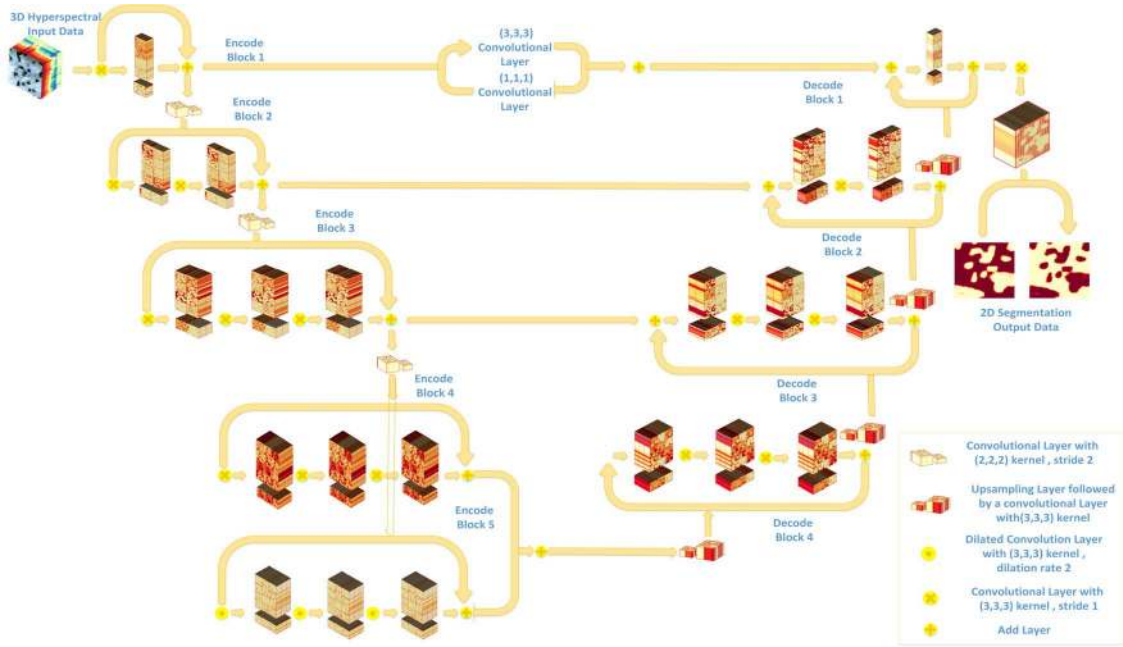 3D Hyperspectral
Input Data
Encode
Block 1
(3,3,3)
Convolutional
Layer
(1,1,1)
Convolutional
Layer
Decode
Block 1
Encode
Block 2
Encode
Block 3
Decode
Block 2
2D Segmentation
Output Data
Encode
Block 4
Decode
Block 3
Encode
Block 5
Decode
Block 4
Convolutional Layer with
(2,2,2) kernel , stride 2
Upsampling Layer followed
by a convolutional Layer
with(3,3,3) kernel
Dilated Convolution Layer
with (3,3,3) kernel ,
dilation rate 2
Convolutional Layer with
(3,3,3) kernel , stride 1
Add Layer